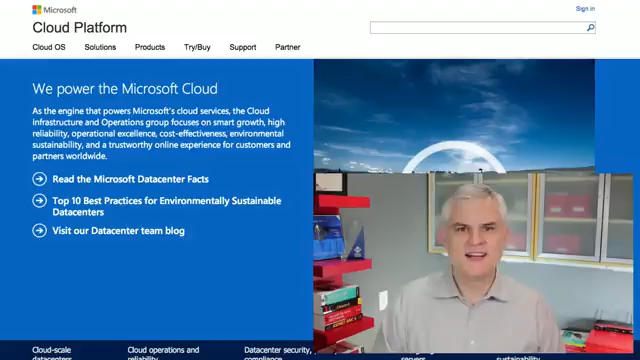 Microsoft
Sign in
Cloud Platform
Cloud OS Solutions Products Try/Buy Support Partner
We power the Microsoft Cloud
As the engine that powers Microsoft's cloud services, the Cloud
Infrastructure and Operations group focuses on smart growth, high
reliability, operational excellence, cost-effectiveness, environmental
sustainability, and a trustworthy online experience for customers and
partners worldwide.
Read the Microsoft Datacenter Facts
Top 10 Best Practices for Environmentally Sustainable
Datacenters
Visit our Datacenter team blog
Cloud-scale Cloud operations and Datacenter security,
datacenters reliability compliance servers sustainability